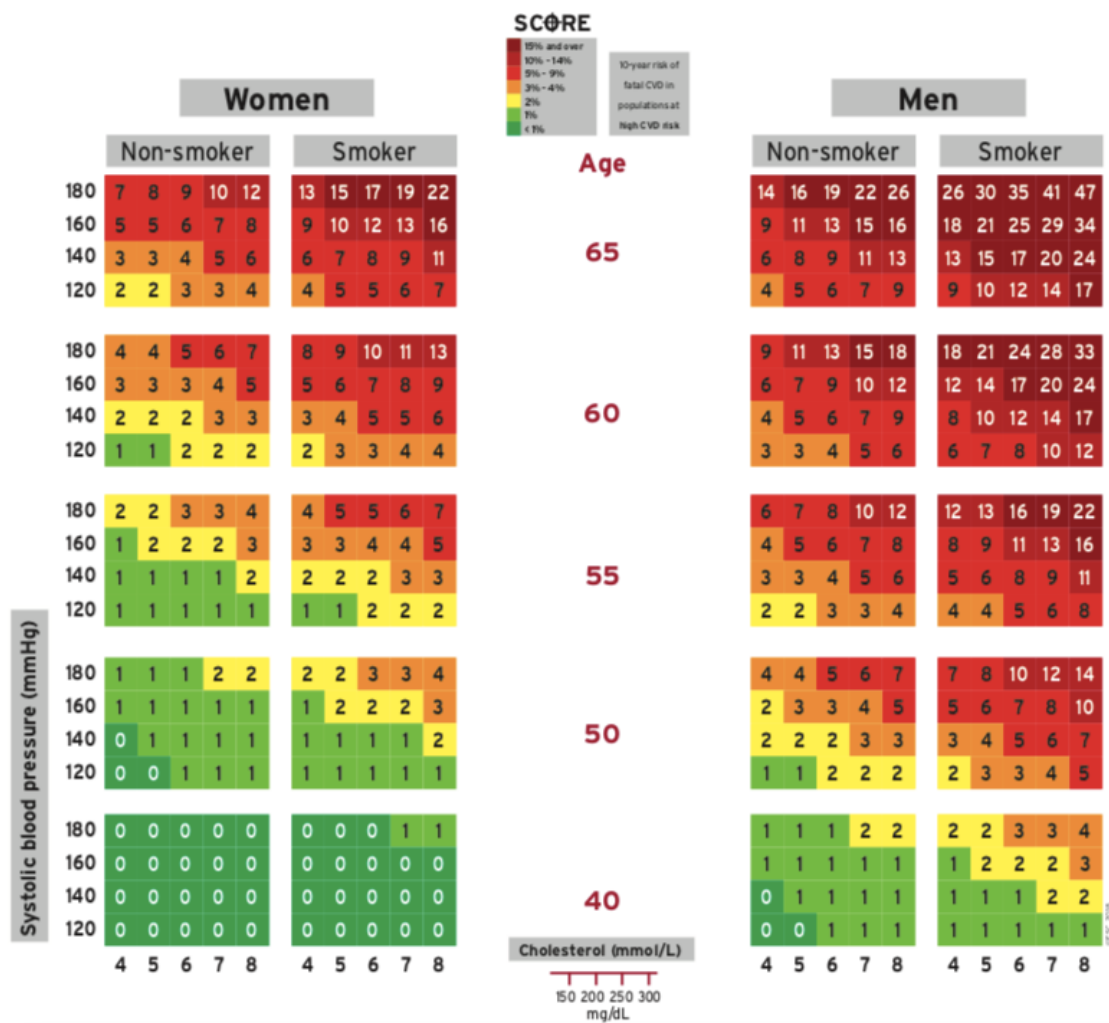 SCORE
15% and over
10% - 14%
5% - 9%
3% - 4%
2%
1%
< 1%
10-year risk of
fatal CVD in
populations at
high CVD risk
Women
Men
Non-smoker Smoker Age Non-smoker Smoker
180 7 8 9 10 12 13 15 17 19 22 14 16 19 22 26 26 30 35 41 47
160 5 5 6 7 8 9 10 12 13 16 9 11 13 15 16 18 21 25 29 34
140 3 3 4 5 6 6 7 8 9 11 65 6 8 9 11 13 13 15 17 20 24
120 2 2 3 3 4 4 5 5 6 7 4 5 6 7 9 9 10 12 14 17
180 4 4 5 6 7 8 9 10 11 13 9 11 13 15 18 18 21 24 28 33
160 3 3 3 4 5 5 6 7 8 9 6 7 9 10 12 12 14 17 20 24
140 2 2 2 3 3 3 4 5 5 6 60 4 5 6 7 9 8 10 12 14 17
120 1 1 2 2 2 2 3 3 4 4 3 3 4 5 6 6 7 8 10 12
180 2 2 3 3 4 4 5 5 6 7 6 7 8 10 12 12 13 16 19 22
160 1 2 2 2 3 3 3 4 4 5 4 5 6 7 8 8 9 11 13 16
140 1 1 1 1 2 2 2 2 3 3 55 3 3 4 5 6 5 6 8 9 11
120 1 1 1 1 1 1 1 2 2 2 2 2 3 3 4 4 4 5 6 8
180 1 1 1 2 2 2 2 3 3 4 4 4 5 6 7 7 8 10 12 14
160 1 1 1 1 1 1 2 2 2 3 2 3 3 4 5 5 6 7 8 10
140 0 1 1 1 1 1 1 1 1 2 50 2 2 2 3 3 3 4 5 6 7
120 0 0 1 1 1 1 1 1 1 1 1 1 2 2 2 2 3 3 4 5
180 0 0 0 0 0 0 0 0 1 1 1 1 1 2 2 2 2 3 3 4
160 0 0 0 0 0 0 0 0 0 0 1 1 1 1 1 1 2 2 2 3
140 0 0 0 0 0 0 0 0 0 0 40 0 1 1 1 1 1 1 1 2 2
120 0 0 0 0 0 0 0 0 0 0 0 0 1 1 1 1 1 1 1 1
4 5 6 7 8 4 5 6 7 8 4 5 6 7 8 4 5 6 7 8
Systolic blood pressure (mmHg)
Cholesterol (mmol/L)
150 200 250 300
mg/dL